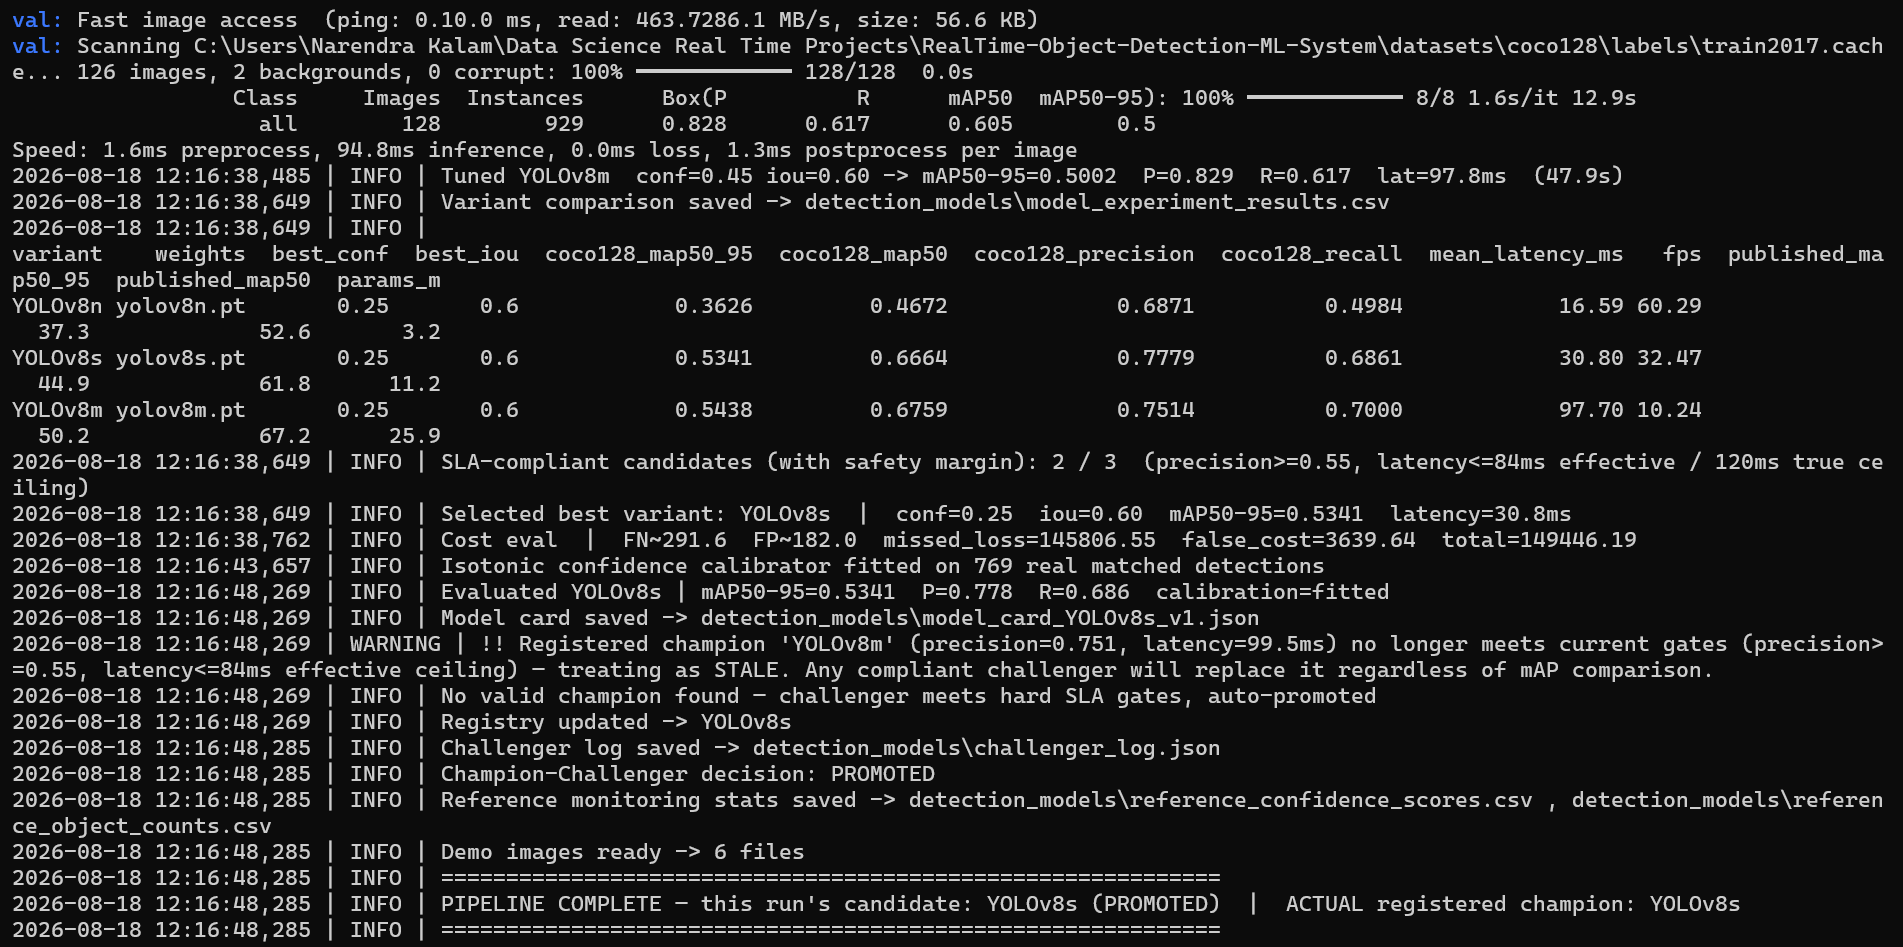 val: Fast image access  (ping: 0.10.0 ms, read: 463.7286.1 MB/s, size: 56.6 KB)
val: Scanning C:\Users\Narendra Kalam\Data Science Real Time Projects\RealTime-Object-Detection-ML-System\datasets\coco128\labels\train2017.cach
e... 126 images, 2 backgrounds, 0 corrupt: 100% ━━━━━━━━━━━━ 128/128  0.0s
                 Class     Images  Instances      Box(P          R      mAP50  mAP50-95): 100% ━━━━━━━━━━━━ 8/8 1.6s/it 12.9s
                   all        128        929      0.828      0.617      0.605        0.5
Speed: 1.6ms preprocess, 94.8ms inference, 0.0ms loss, 1.3ms postprocess per image
2026-08-18 12:16:38,485 | INFO | Tuned YOLOv8m  conf=0.45 iou=0.60 -> mAP50-95=0.5002  P=0.829  R=0.617  lat=97.8ms  (47.9s)
2026-08-18 12:16:38,649 | INFO | Variant comparison saved -> detection_models\model_experiment_results.csv
2026-08-18 12:16:38,649 | INFO |
variant    weights  best_conf  best_iou  coco128_map50_95  coco128_map50  coco128_precision  coco128_recall  mean_latency_ms   fps  published_ma
p50_95  published_map50  params_m
YOLOv8n yolov8n.pt       0.25       0.6            0.3626         0.4672             0.6871          0.4984            16.59 60.29
  37.3             52.6       3.2
YOLOv8s yolov8s.pt       0.25       0.6            0.5341         0.6664             0.7779          0.6861            30.80 32.47
  44.9             61.8      11.2
YOLOv8m yolov8m.pt       0.25       0.6            0.5438         0.6759             0.7514          0.7000            97.70 10.24
  50.2             67.2      25.9
2026-08-18 12:16:38,649 | INFO | SLA-compliant candidates (with safety margin): 2 / 3  (precision>=0.55, latency<=84ms effective / 120ms true ce
iling)
2026-08-18 12:16:38,649 | INFO | Selected best variant: YOLOv8s  |  conf=0.25  iou=0.60  mAP50-95=0.5341  latency=30.8ms
2026-08-18 12:16:38,762 | INFO | Cost eval  |  FN~291.6  FP~182.0  missed_loss=145806.55  false_cost=3639.64  total=149446.19
2026-08-18 12:16:43,657 | INFO | Isotonic confidence calibrator fitted on 769 real matched detections
2026-08-18 12:16:48,269 | INFO | Evaluated YOLOv8s | mAP50-95=0.5341  P=0.778  R=0.686  calibration=fitted
2026-08-18 12:16:48,269 | INFO | Model card saved -> detection_models\model_card_YOLOv8s_v1.json
2026-08-18 12:16:48,269 | WARNING | !! Registered champion 'YOLOv8m' (precision=0.751, latency=99.5ms) no longer meets current gates (precision>
=0.55, latency<=84ms effective ceiling) — treating as STALE. Any compliant challenger will replace it regardless of mAP comparison.
2026-08-18 12:16:48,269 | INFO | No valid champion found — challenger meets hard SLA gates, auto-promoted
2026-08-18 12:16:48,269 | INFO | Registry updated -> YOLOv8s
2026-08-18 12:16:48,285 | INFO | Challenger log saved -> detection_models\challenger_log.json
2026-08-18 12:16:48,285 | INFO | Champion-Challenger decision: PROMOTED
2026-08-18 12:16:48,285 | INFO | Reference monitoring stats saved -> detection_models\reference_confidence_scores.csv , detection_models\referen
ce_object_counts.csv
2026-08-18 12:16:48,285 | INFO | Demo images ready -> 6 files
2026-08-18 12:16:48,285 | INFO | ============================================================
2026-08-18 12:16:48,285 | INFO | PIPELINE COMPLETE — this run's candidate: YOLOv8s (PROMOTED)  |  ACTUAL registered champion: YOLOv8s
2026-08-18 12:16:48,285 | INFO | ============================================================